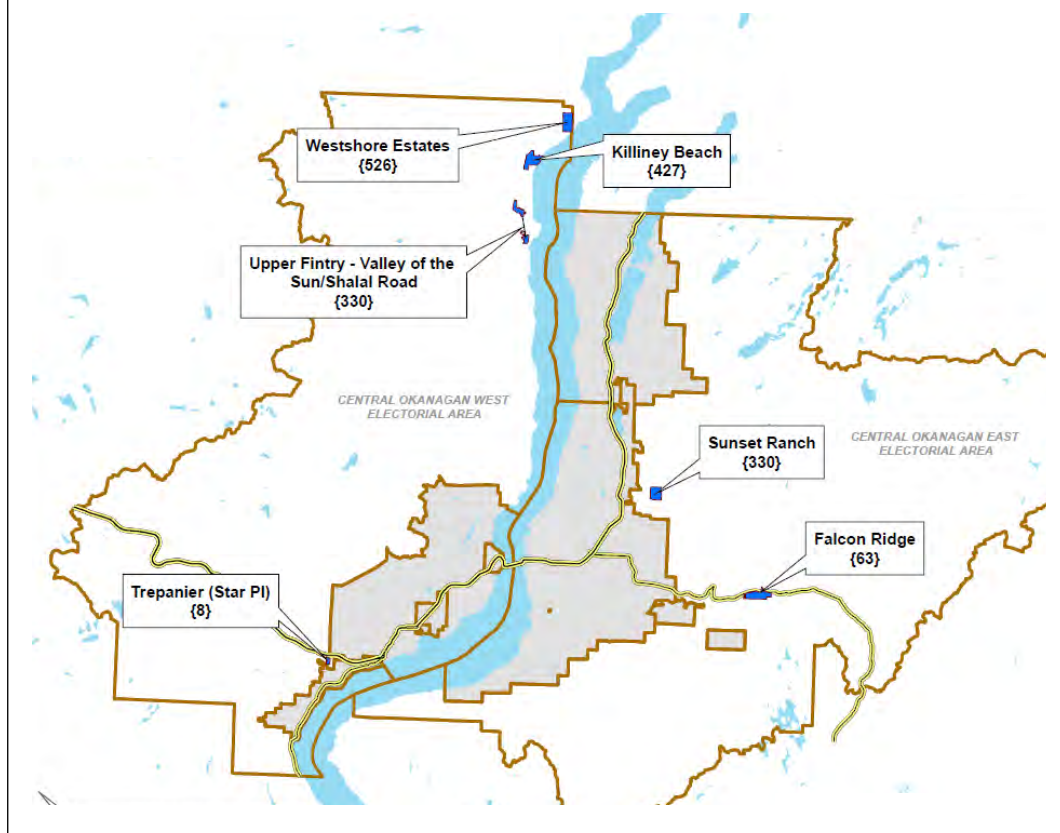 Westshore Estates
{526}
Killiney Beach
{427}
Upper Fintry - Valley of the
Sun/Shalal Road
{330}
CENTRAL OKANAGAN WEST
ELECTORIAL AREA
Sunset Ranch
{330}
CENTRAL OKANAGAN EAST
ELECTORIAL AREA
Falcon Ridge
{63}
Trepanier (Star Pl)
{8}